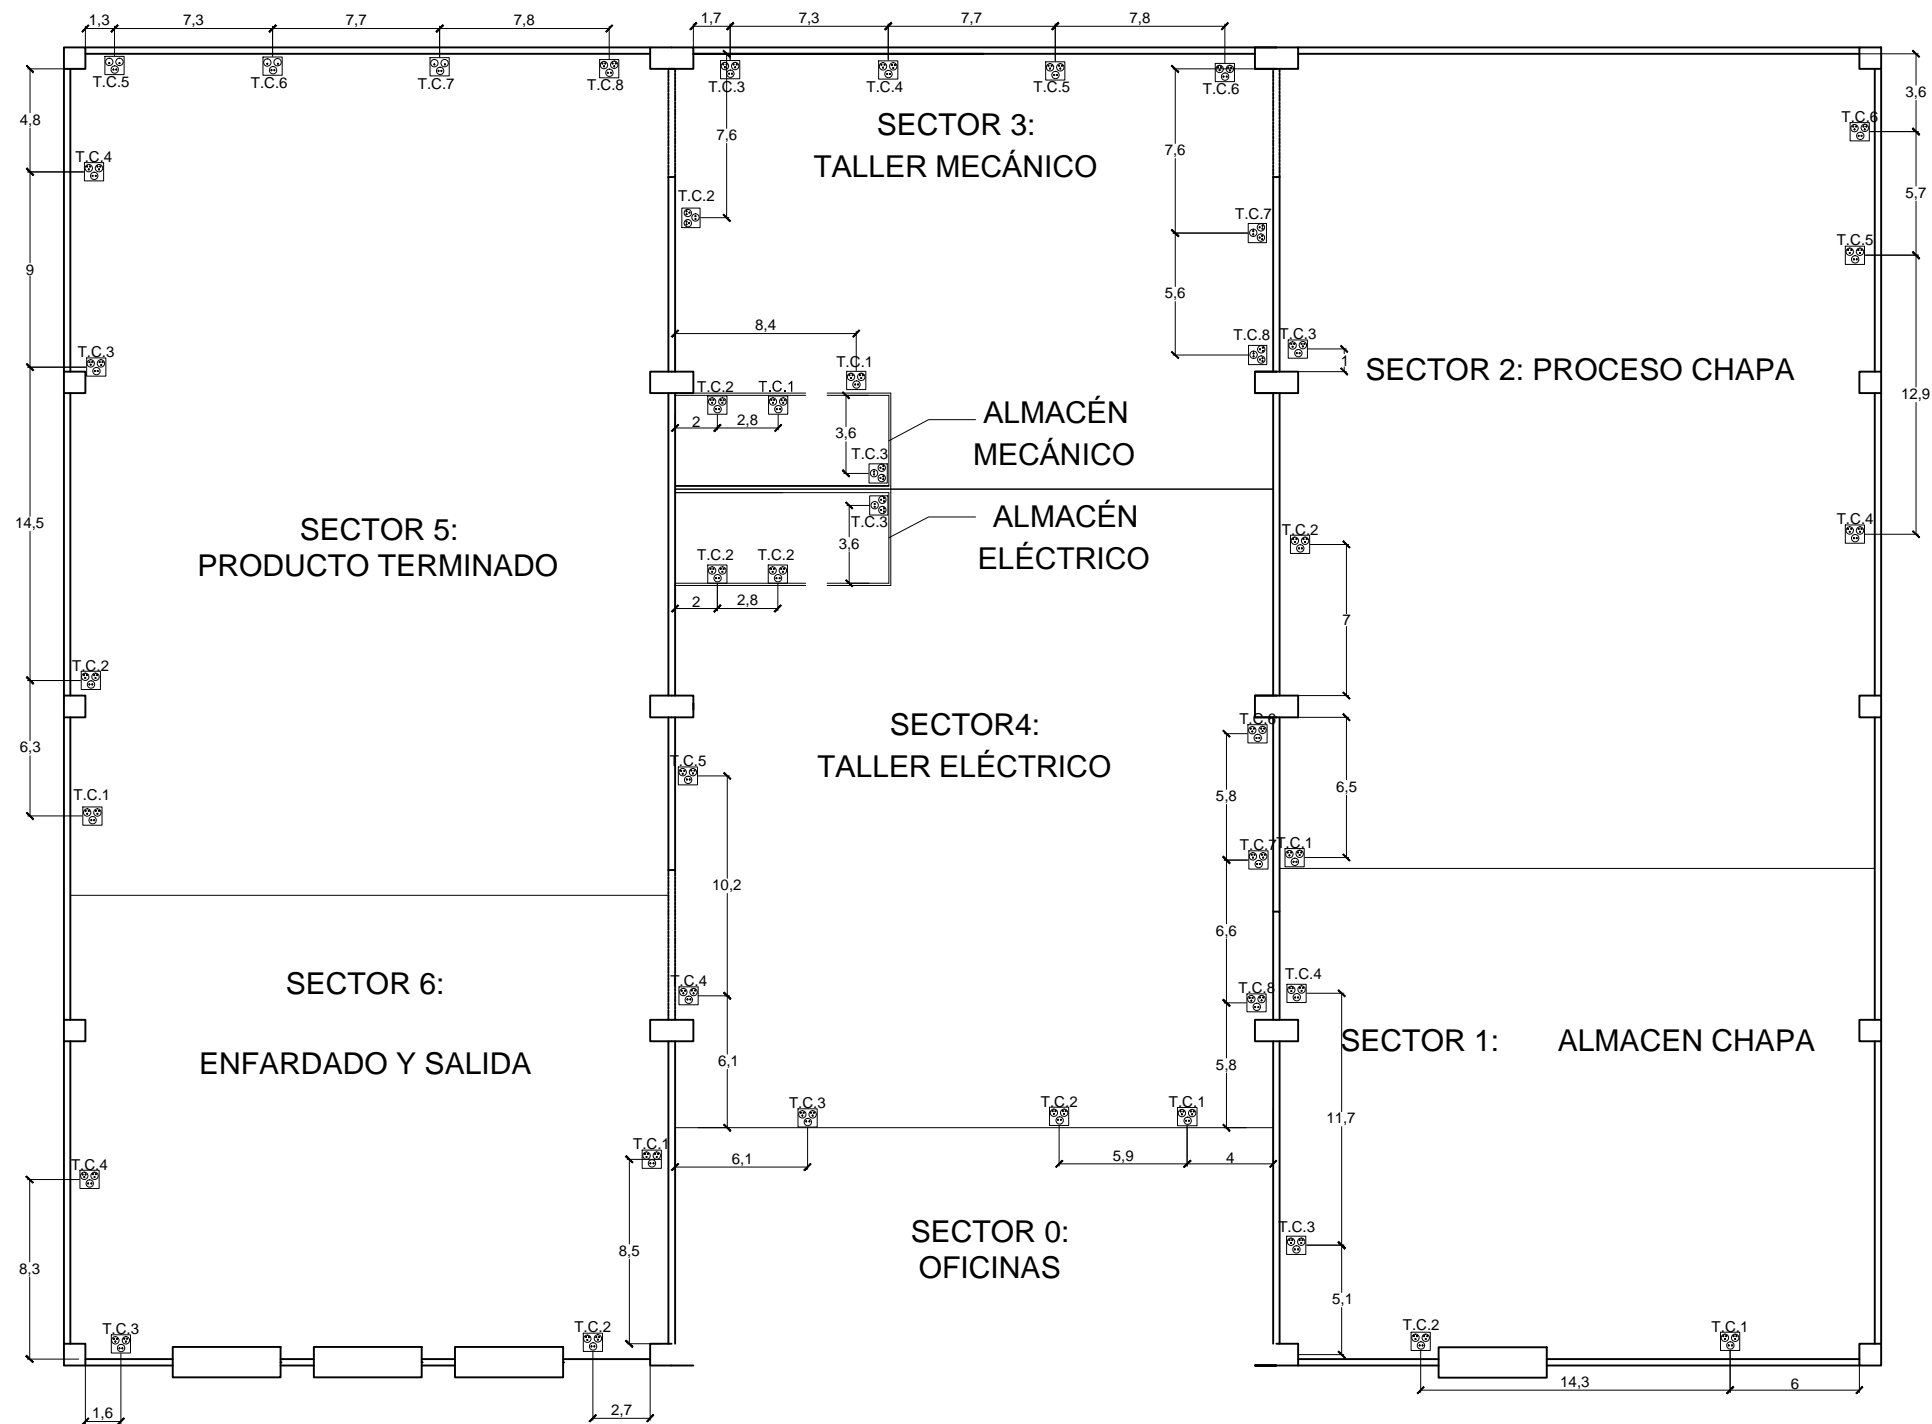 1,3
7,3
7,7
7,8
1,7
7,3
7,7
7,8
T.C.5
T.C.6
T.C.7
T.C.8
T.C.3
T.C.4
T.C.5
T.C.6
3,6
4,8
T.C.4
7,6
SECTOR 3:
TALLER MECÁNICO
7,6
T.C.6
5,7
T.C.2
T.C.7
T.C.5
9
5,6
8,4
T.C.3
T.C.1
T.C.8
T.C.3
1
SECTOR 2: PROCESO CHAPA
12,9
T.C.2
T.C.1
2
2,8
3,6
T.C.3
ALMACÉN
MECÁNICO
14,5
SECTOR 5:
PRODUCTO TERMINADO
T.C.3
3,6
ALMACÉN
ELÉCTRICO
T.C.2
T.C.4
T.C.2
T.C.2
2
2,8
7
T.C.2
6,3
T.C.1
SECTOR4:
TALLER ELÉCTRICO
T.C.6
T.C.5
5,8
6,5
T.C.7
T.C.1
10,2
6,6
SECTOR 6:
ENFARDADO Y SALIDA
T.C.4
T.C.8
T.C.4
SECTOR 1:
ALMACEN CHAPA
6,1
5,8
11,7
T.C.3
T.C.2
T.C.1
T.C.4
T.C.1
6,1
5,9
4
8,3
8,5
SECTOR 0:
OFICINAS
T.C.3
5,1
T.C.3
T.C.2
T.C.2
T.C.1
14,3
6
1,6
2,7